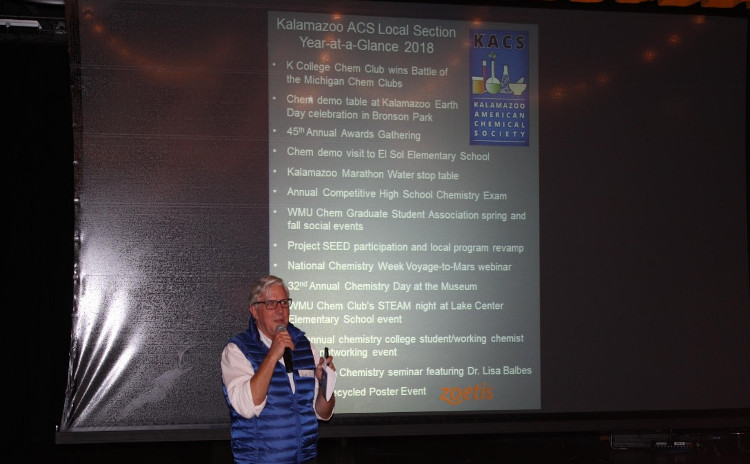 Kalamazoo ACS Local Section
Year-at-a-Glance 2018
KACS
KALAMAZOO
AMERICAN
CHEMICAL
SOCIETY
• K College Chem Club wins Battle of
the Michigan Chem Clubs
• Chem demo table at Kalamazoo Earth
Day celebration in Bronson Park
• 45th Annual Awards Gathering
• Chem demo visit to El Sol Elementary School
• Kalamazoo Marathon Water stop table
• Annual Competitive High School Chemistry Exam
• WMU Chem Graduate Student Association spring and
fall social events
• Project SEED participation and local program revamp
• National Chemistry Week Voyage-to-Mars webinar
• 32nd Annual Chemistry Day at the Museum
WMU Chem Club's STEAM night at Lake Center
Elementary School event
chemistry college student/working chemist
event
Chemistry seminar featuring Dr. Lisa Balbes
Poster Event
zoetis